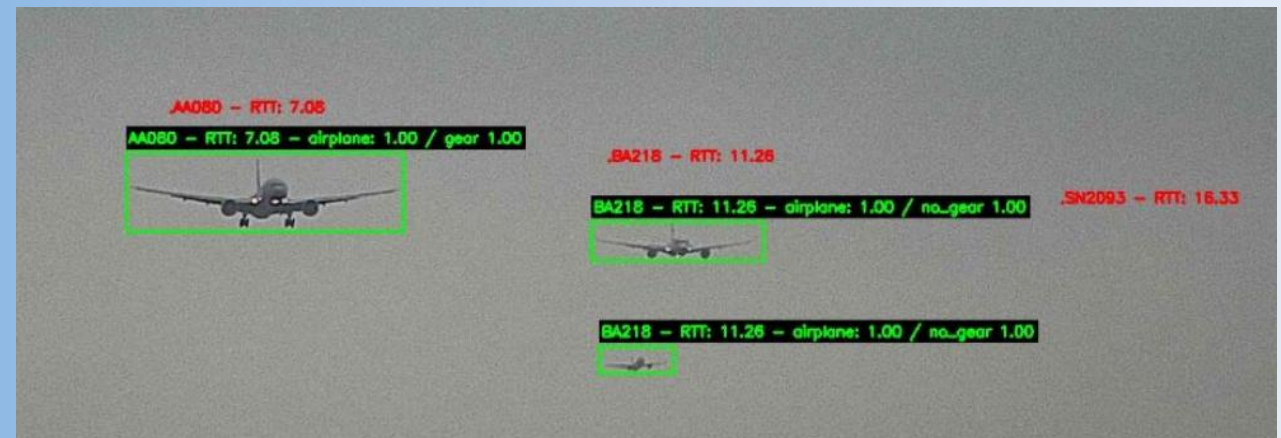 .AA080 - RTT: 7.08
AA080 - RTT: 7.08 - airplane: 1.00 / gear 1.00
.BA218 - RTT: 11.26
BA218 - RTT: 11.26 - airplane: 1.00 / no_gear 1.00
.SN2093 - RTT: 16.33
BA218 - RTT: 11.26 - airplane: 1.00 / no_gear 1.00